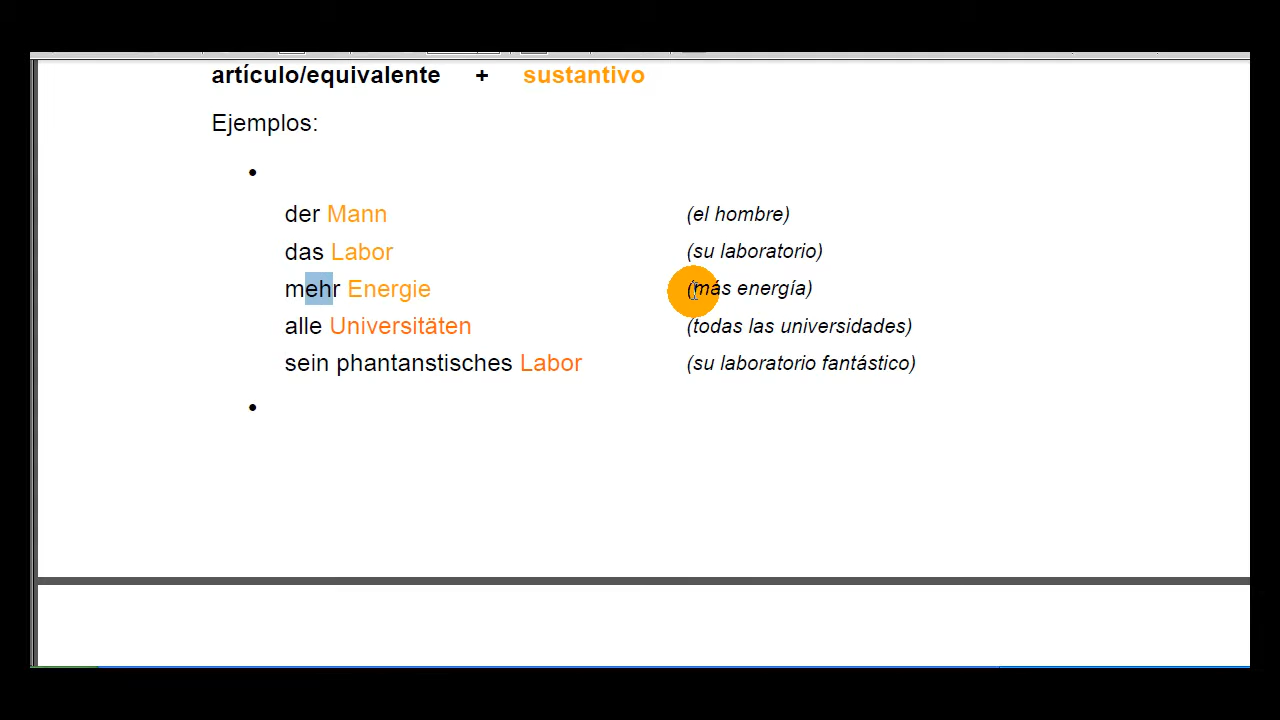 artículo/equivalente + sustantivo
Ejemplos:
•
der Mann (el hombre)
das Labor (su laboratorio)
mehr Energie (más energía)
alle Universitäten (todas las universidades)
sein phantanstisches Labor (su laboratorio fantástico)
•